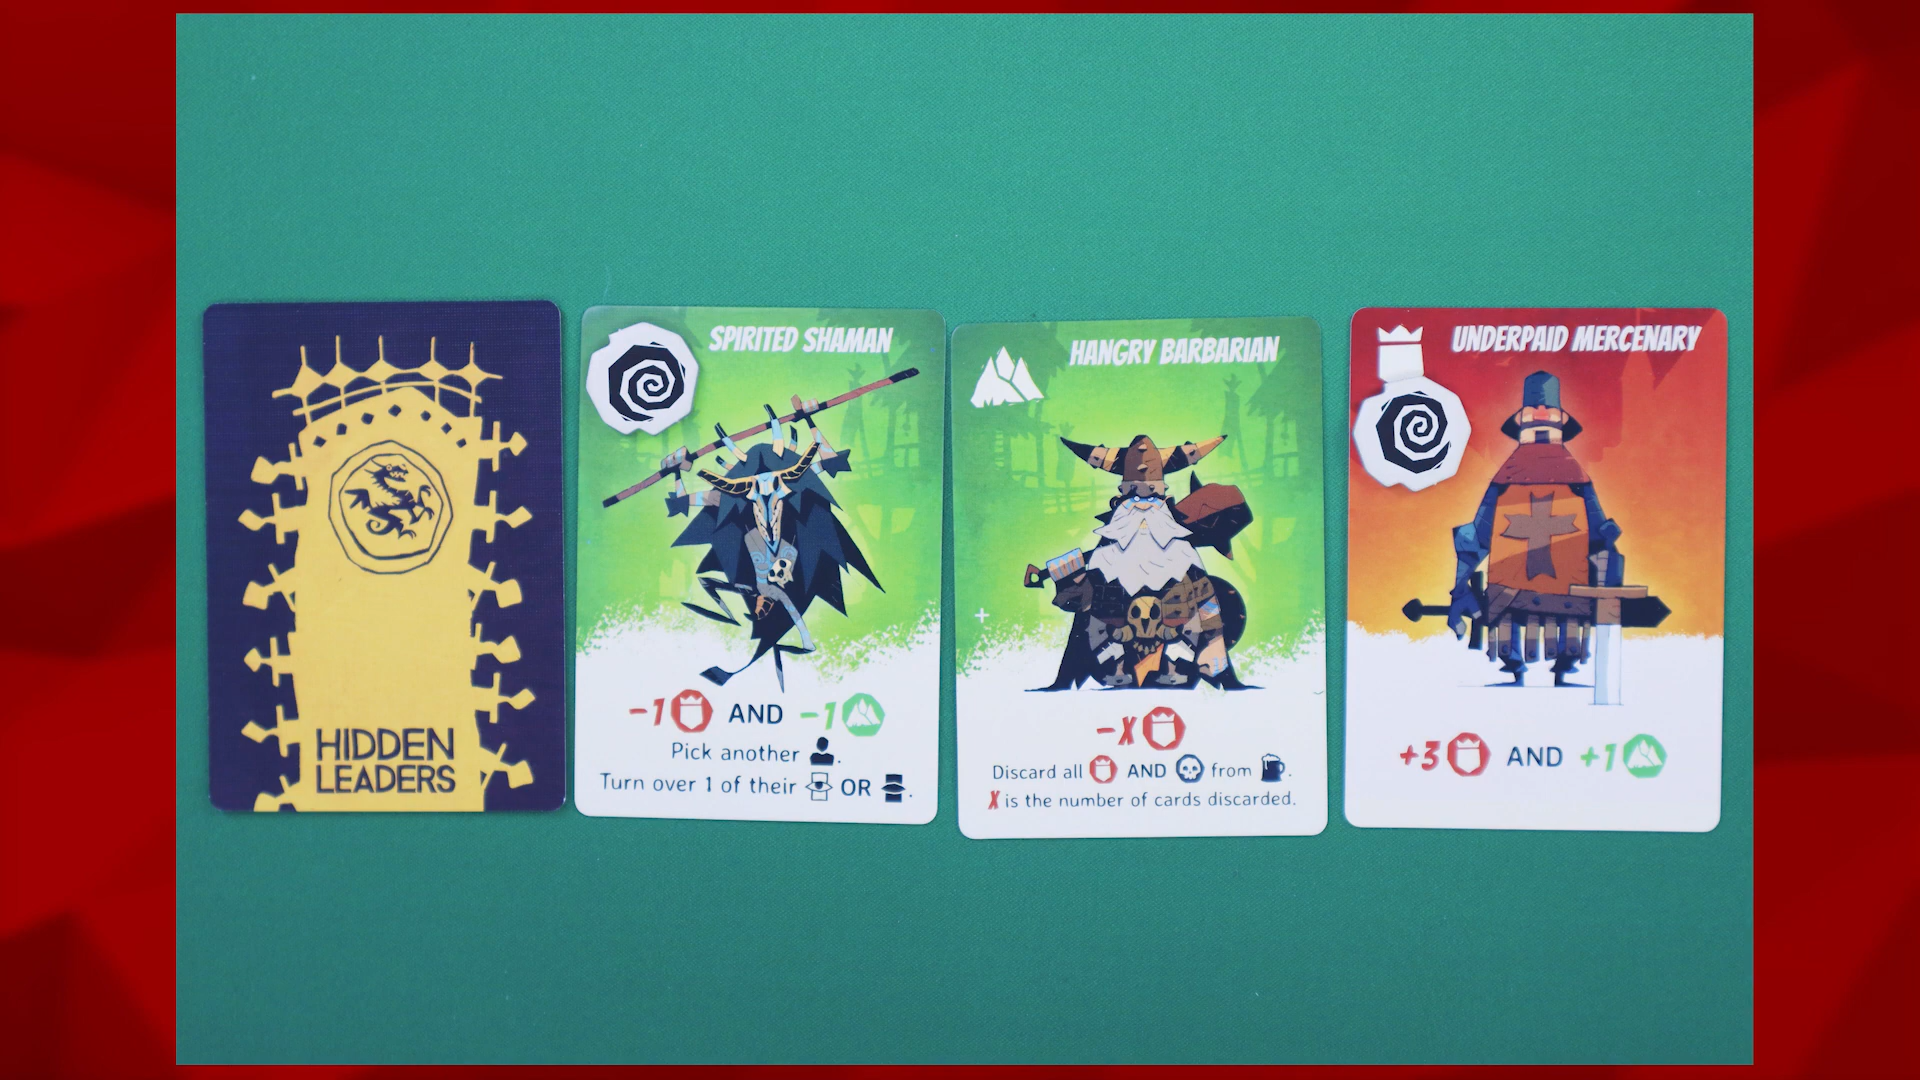 HIDDEN
LEADERS
SPIRITED SHAMAN
-1 AND -1
Pick another .
Turn over 1 of their OR .
HANGRY BARBARIAN
-X
Discard all AND from .
X is the number of cards discarded.
UNDERPAID MERCENARY
+3 AND +1